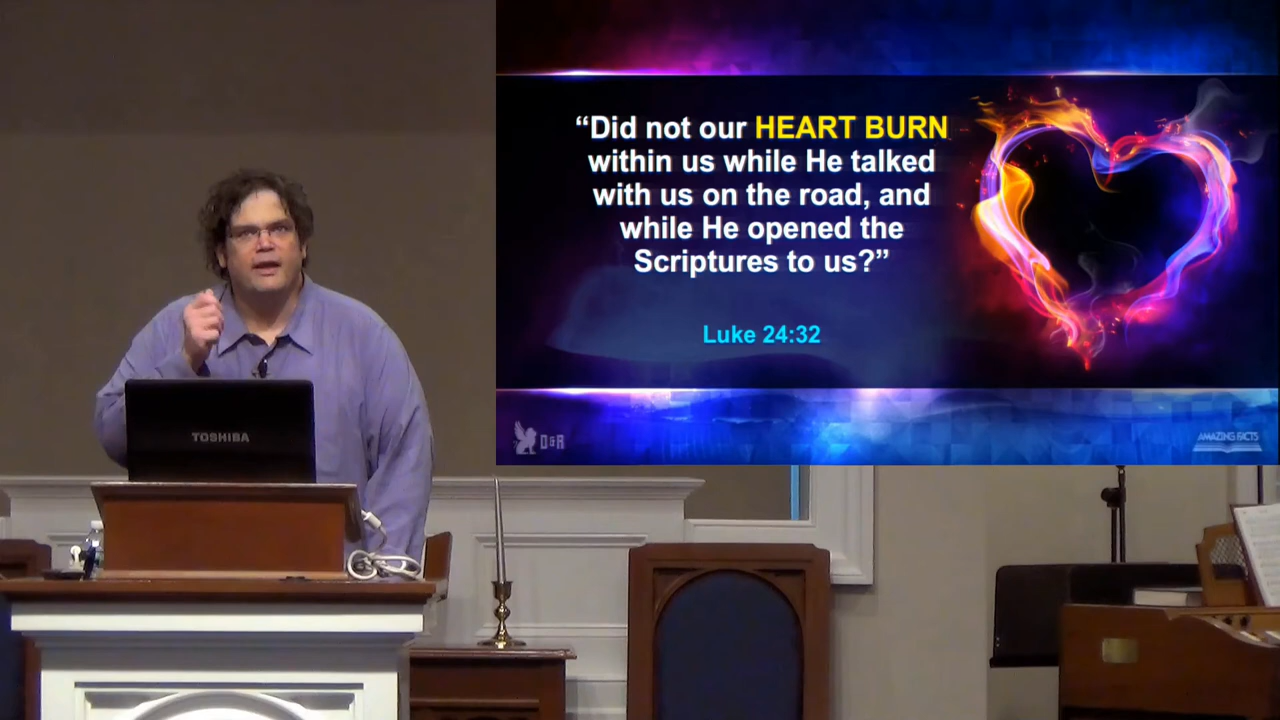 “Did not our HEART BURN
within us while He talked
with us on the road, and
while He opened the
Scriptures to us?”
Luke 24:32
D&R
AMAZING FACTS
TOSHIBA